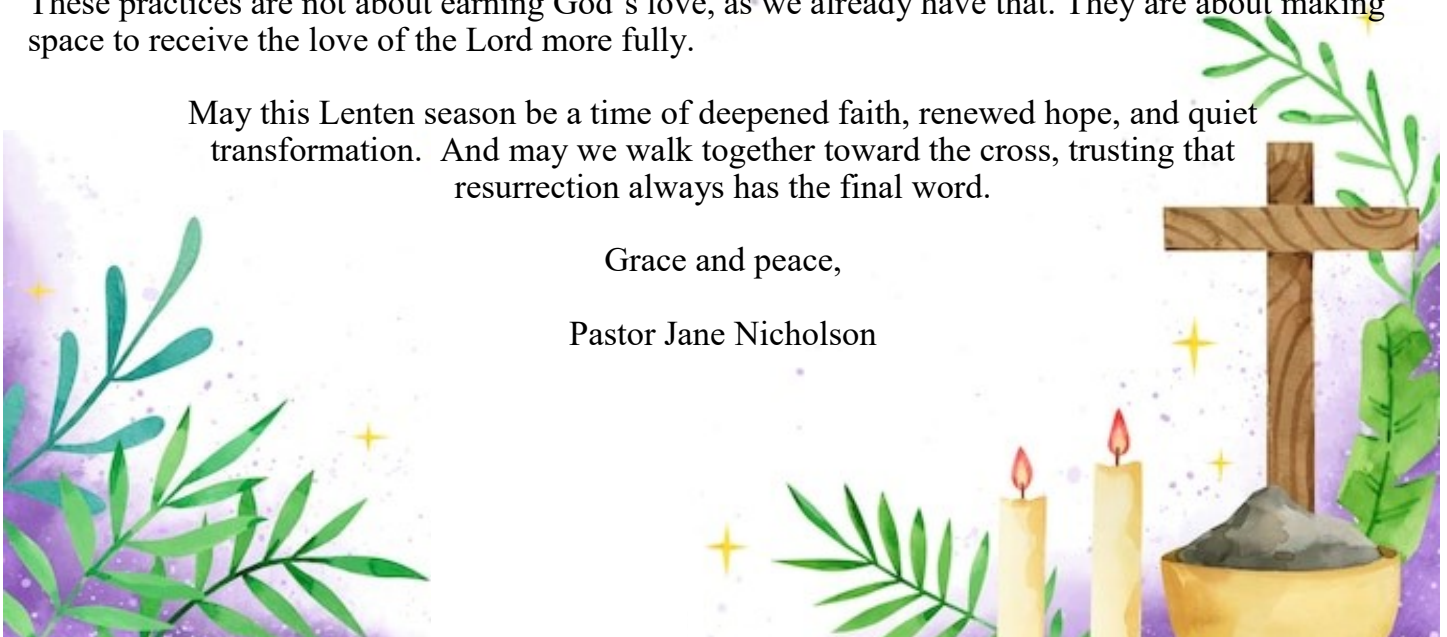 These practices are not about earning God's love, as we already have that. They are about making
space to receive the love of the Lord more fully.
May this Lenten season be a time of deepened faith, renewed hope, and quiet
transformation.  And may we walk together toward the cross, trusting that
resurrection always has the final word.
Grace and peace,
Pastor Jane Nicholson